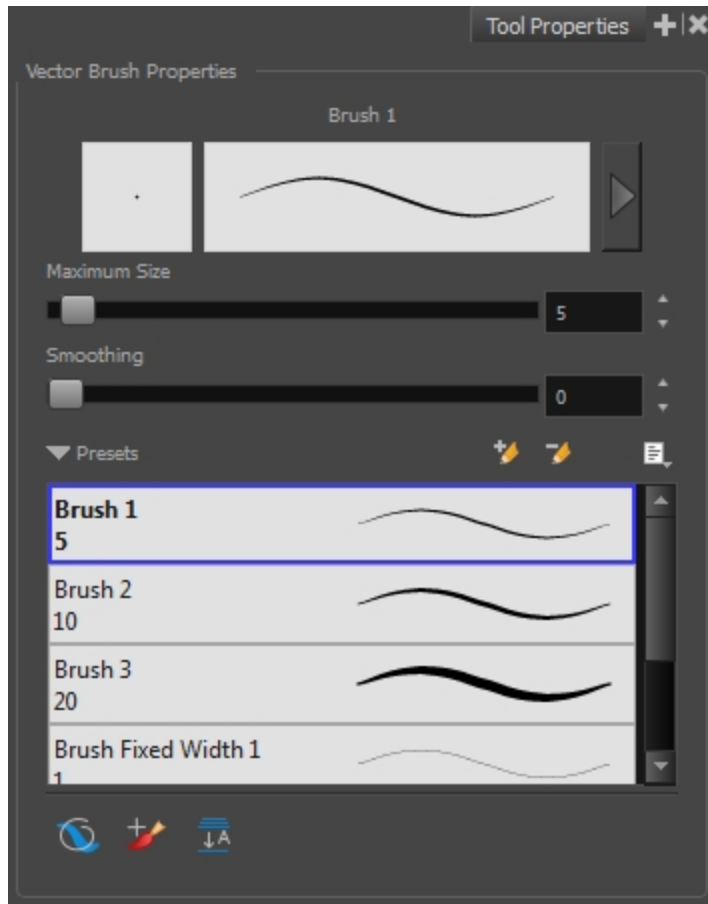 Tool Properties
Vector Brush Properties
Brush 1
Maximum Size
5
Smoothing
0
Presets
Brush 1
5
Brush 2
10
Brush 3
20
Brush Fixed Width 1
1
A